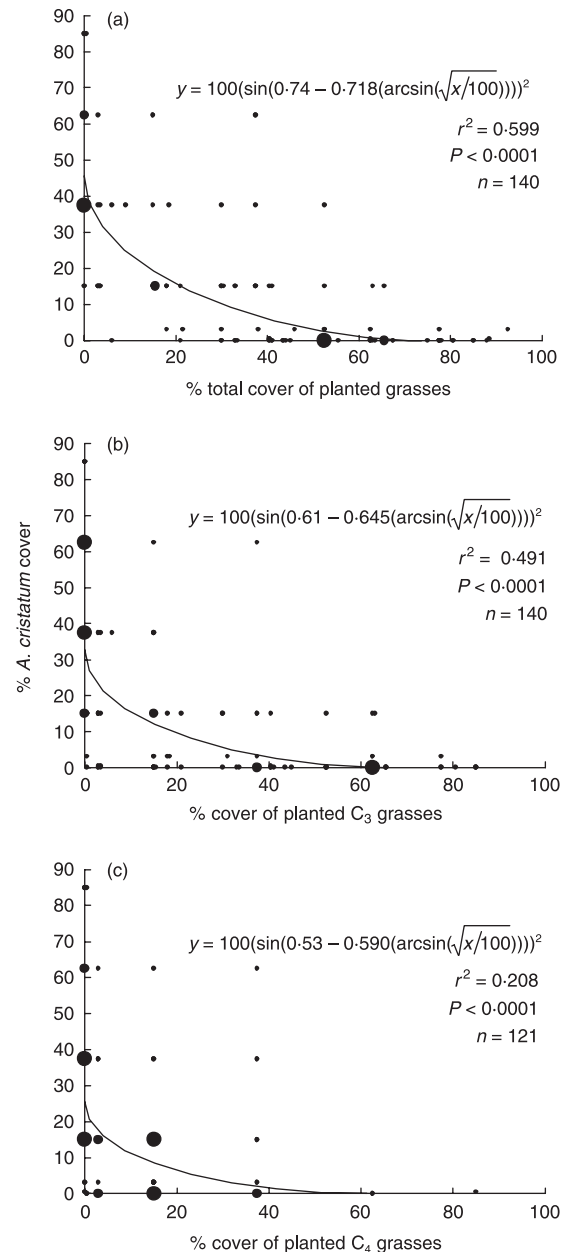 (a)
90
80
70
60
50
40
30
20
10
0
y = 100(sin(0·74 – 0·718(arcsin(√x/100))))²
r² = 0·599
P < 0·0001
n = 140
0 20 40 60 80 100
% total cover of planted grasses
(b)
90
80
70
60
50
40
30
20
10
0
% A. cristatum cover
y = 100(sin(0·61 – 0·645(arcsin(√x/100))))²
r² = 0·491
P < 0·0001
n = 140
0 20 40 60 80 100
% cover of planted C₃ grasses
(c)
90
80
70
60
50
40
30
20
10
0
y = 100(sin(0·53 – 0·590(arcsin(√x/100))))²
r² = 0·208
P < 0·0001
n = 121
0 20 40 60 80 100
% cover of planted C₄ grasses